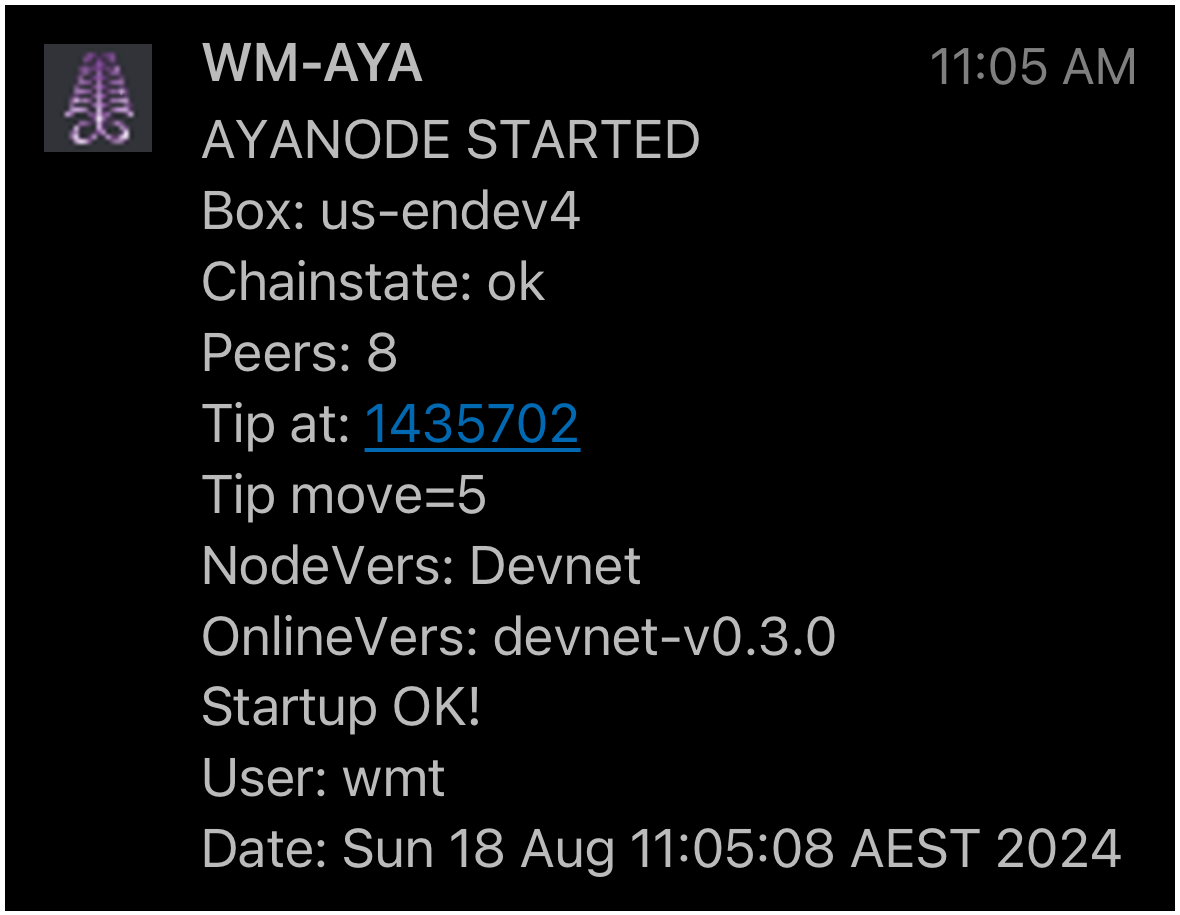 WM-AYA
11:05 AM
AYANODE STARTED
Box: us-endev4
Chainstate: ok
Peers: 8
Tip at: 1435702
Tip move=5
NodeVers: Devnet
OnlineVers: devnet-v0.3.0
Startup OK!
User: wmt
Date: Sun 18 Aug 11:05:08 AEST 2024